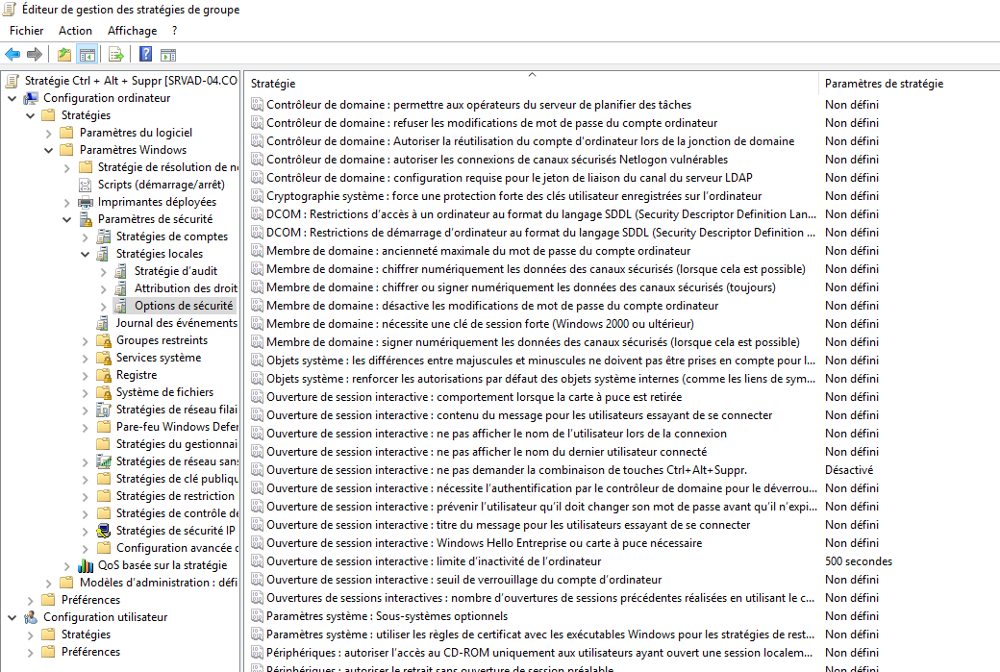 Éditeur de gestion des stratégies de groupe
Fichier Action Affichage ?
Stratégie Ctrl + Alt + Suppr [SRVAD-04.CO
Configuration ordinateur
Stratégies
Paramètres du logiciel
Paramètres Windows
Stratégie de résolution de n
Scripts (démarrage/arrêt)
Imprimantes déployées
Paramètres de sécurité
Stratégies de comptes
Stratégies locales
Stratégie d'audit
Attribution des droit
Options de sécurité
Journal des événements
Groupes restreints
Services système
Registre
Système de fichiers
Stratégies de réseau filai
Pare-feu Windows Defer
Stratégies du gestionnai
Stratégies de réseau sans
Stratégies de clé publiqu
Stratégies de restriction
Stratégies de contrôle de
Stratégies de sécurité IP
Configuration avancée d
QoS basée sur la stratégie
Modèles d'administration : défi
Préférences
Configuration utilisateur
Stratégies
Préférences
Stratégie Paramètres de stratégie
Contrôleur de domaine : permettre aux opérateurs du serveur de planifier des tâches Non défini
Contrôleur de domaine : refuser les modifications de mot de passe du compte ordinateur Non défini
Contrôleur de domaine : Autoriser la réutilisation du compte d'ordinateur lors de la jonction de domaine Non défini
Contrôleur de domaine : autoriser les connexions de canaux sécurisés Netlogon vulnérables Non défini
Contrôleur de domaine : configuration requise pour le jeton de liaison du canal du serveur LDAP Non défini
Cryptographie système : force une protection forte des clés utilisateur enregistrées sur l'ordinateur Non défini
DCOM : Restrictions d'accès à un ordinateur au format du langage SDDL (Security Descriptor Definition Lan... Non défini
DCOM : Restrictions de démarrage d'ordinateur au format du langage SDDL (Security Descriptor Definition ... Non défini
Membre de domaine : ancienneté maximale du mot de passe du compte ordinateur Non défini
Membre de domaine : chiffrer numériquement les données des canaux sécurisés (lorsque cela est possible) Non défini
Membre de domaine : chiffrer ou signer numériquement les données des canaux sécurisés (toujours) Non défini
Membre de domaine : désactive les modifications de mot de passe du compte ordinateur Non défini
Membre de domaine : nécessite une clé de session forte (Windows 2000 ou ultérieur) Non défini
Membre de domaine : signer numériquement les données des canaux sécurisés (lorsque cela est possible) Non défini
Objets système : les différences entre majuscules et minuscules ne doivent pas être prises en compte pour l... Non défini
Objets système : renforcer les autorisations par défaut des objets système internes (comme les liens de sym... Non défini
Ouverture de session interactive : comportement lorsque la carte à puce est retirée Non défini
Ouverture de session interactive : contenu du message pour les utilisateurs essayant de se connecter Non défini
Ouverture de session interactive : ne pas afficher le nom de l'utilisateur lors de la connexion Non défini
Ouverture de session interactive : ne pas afficher le nom du dernier utilisateur connecté Non défini
Ouverture de session interactive : ne pas demander la combinaison de touches Ctrl+Alt+Suppr. Désactivé
Ouverture de session interactive : nécessite l'authentification par le contrôleur de domaine pour le déverrou... Non défini
Ouverture de session interactive : prévenir l'utilisateur qu'il doit changer son mot de passe avant qu'il n'expi... Non défini
Ouverture de session interactive : titre du message pour les utilisateurs essayant de se connecter Non défini
Ouverture de session interactive : Windows Hello Entreprise ou carte à puce nécessaire Non défini
Ouverture de session interactive : limite d'inactivité de l'ordinateur 500 secondes
Ouverture de session interactive : seuil de verrouillage du compte d'ordinateur Non défini
Ouvertures de sessions interactives : nombre d'ouvertures de sessions précédentes réalisées en utilisant le c... Non défini
Paramètres système : Sous-systèmes optionnels Non défini
Paramètres système : utiliser les règles de certificat avec les exécutables Windows pour les stratégies de rest... Non défini
Périphériques : autoriser l'accès au CD-ROM uniquement aux utilisateurs ayant ouvert une session localem... Non défini
Périphériques : autoriser le retrait sans ouverture de session préalable Non défini